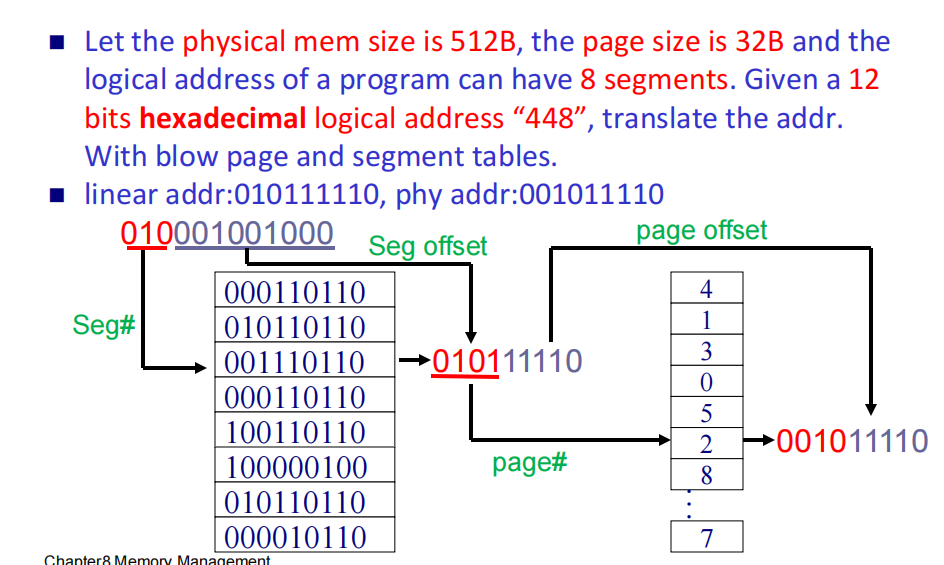 Let the physical mem size is 512B, the page size is 32B and the
logical address of a program can have 8 segments. Given a 12
bits hexadecimal logical address “448”, translate the addr.
With blow page and segment tables.
linear addr:010111110, phy addr:001011110
010001001000
Seg offset
page offset
Seg#
000110110
010110110
001110110
000110110
100110110
100000100
010110110
000010110
010111110
page#
4
1
3
0
5
2
8
⋮
7
001011110
Chapter8 Memory Management